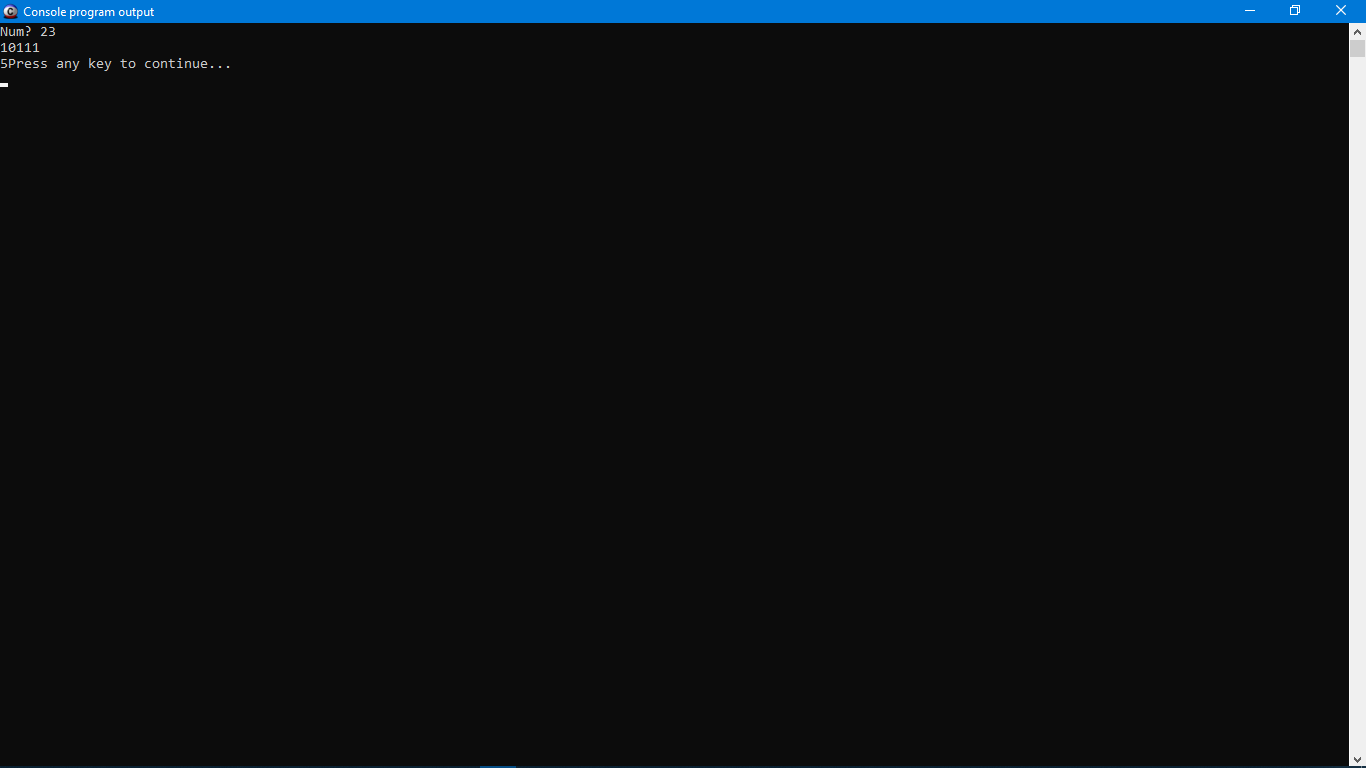 Console program output
Num? 23
10111
5Press any key to continue...